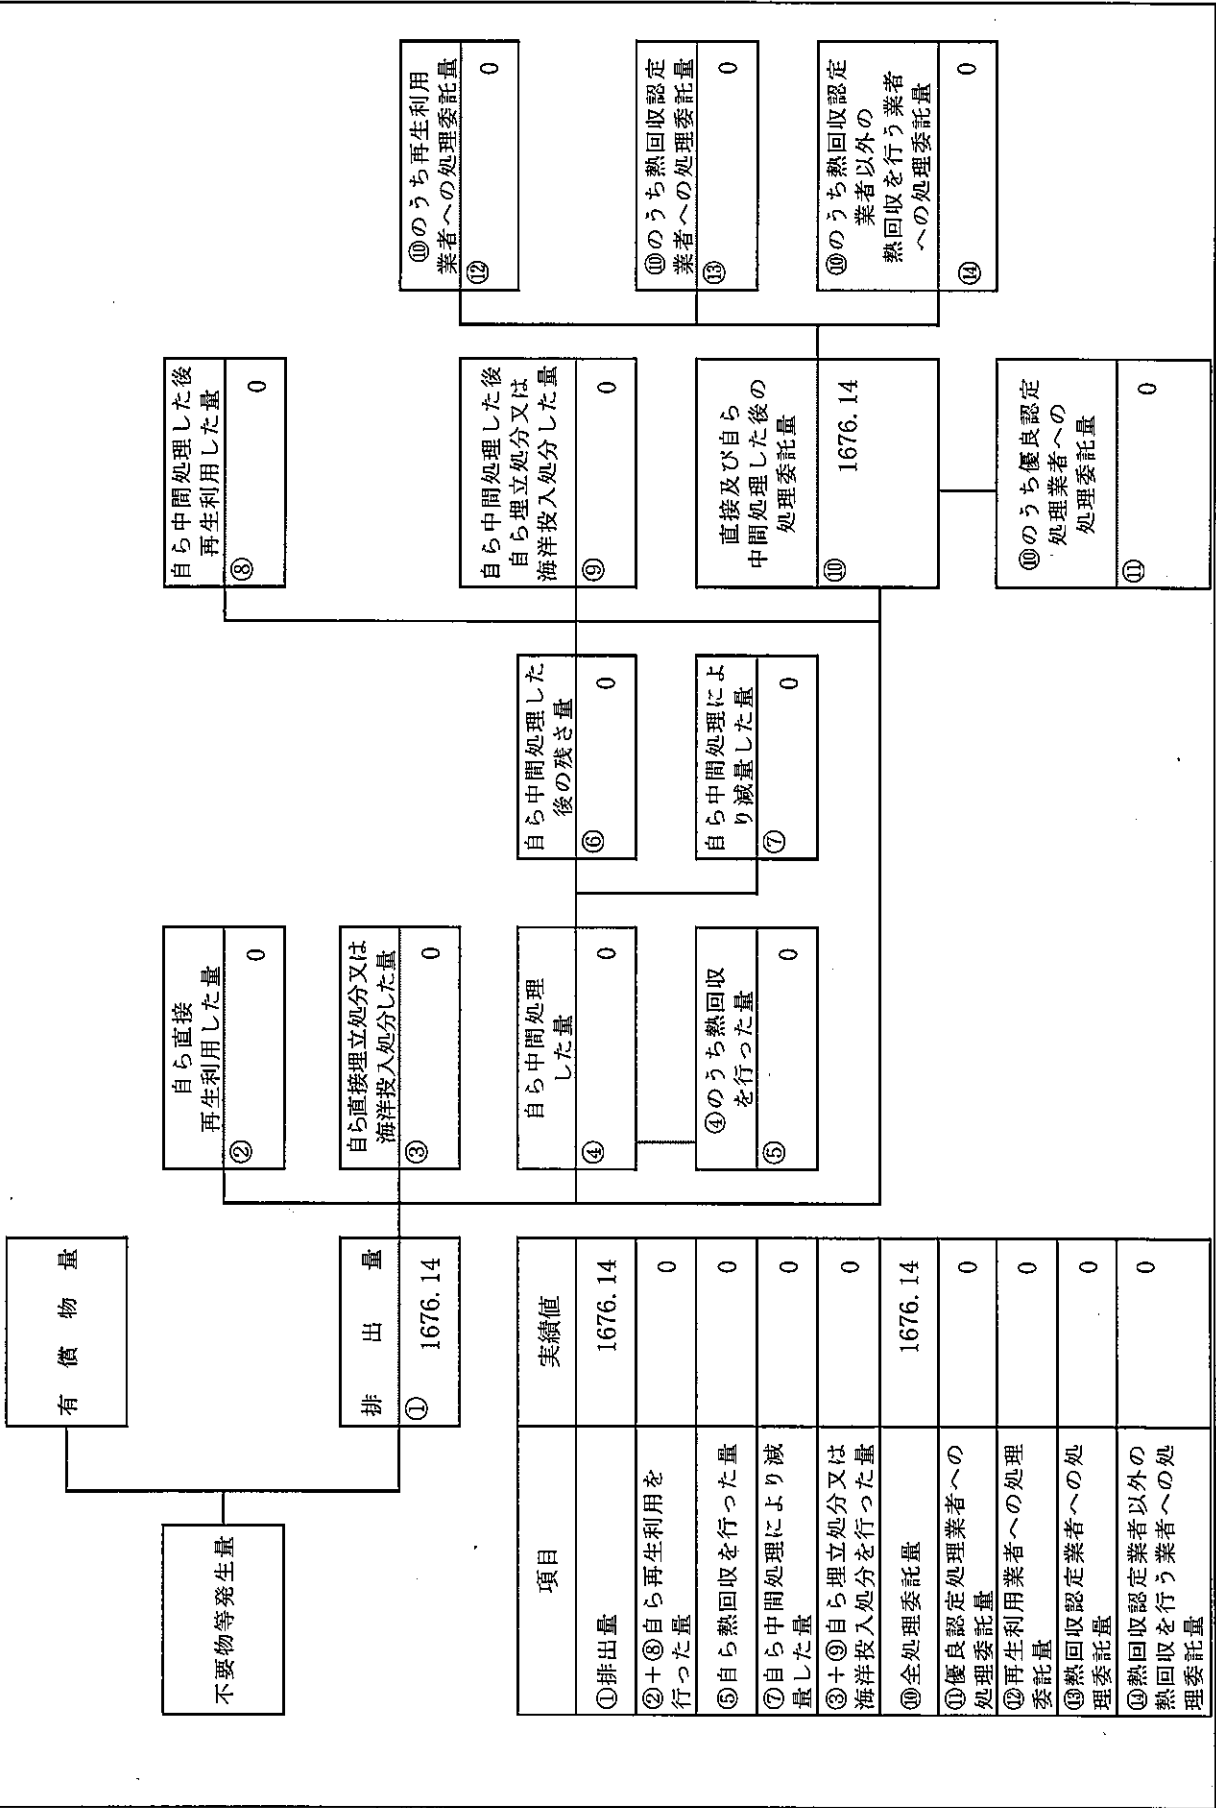 不要物等発生量
有償物量
排出量
① 1676.14
自ら直接
再生利用した量
② 0
自ら直接埋立処分又は
海洋投入処分した量
③ 0
自ら中間処理
した量
④ 0
④のうち熱回収
を行った量
⑤ 0
自ら中間処理した
後の残さ量
⑥ 0
自ら中間処理によ
り減量した量
⑦ 0
自ら中間処理した後
再生利用した量
⑧ 0
自ら中間処理した後
自ら埋立処分又は
海洋投入処分した量
⑨ 0
直接及び自ら
中間処理した後の
処理委託量
⑩ 1676.14
⑩のうち優良認定
処理業者への
処理委託量
⑪ 0
⑩のうち再生利用
業者への処理委託量
⑫ 0
⑩のうち熱回収認定
業者への処理委託量
⑬ 0
⑩のうち熱回収認定
業者以外の
熱回収を行う業者
への処理委託量
⑭ 0
項目 実績値
①排出量 1676.14
②+⑧自ら再生利用を
行った量 0
⑤自ら熱回収を行った量 0
⑦自ら中間処理により減
量した量 0
③+⑨自ら埋立処分又は
海洋投入処分を行った量 0
⑩全処理委託量 1676.14
⑪優良認定処理業者への
処理委託量 0
⑫再生利用業者への処理
委託量 0
⑬熱回収認定業者への処
理委託量 0
⑭熱回収認定業者以外の
熱回収を行う業者への処
理委託量 0